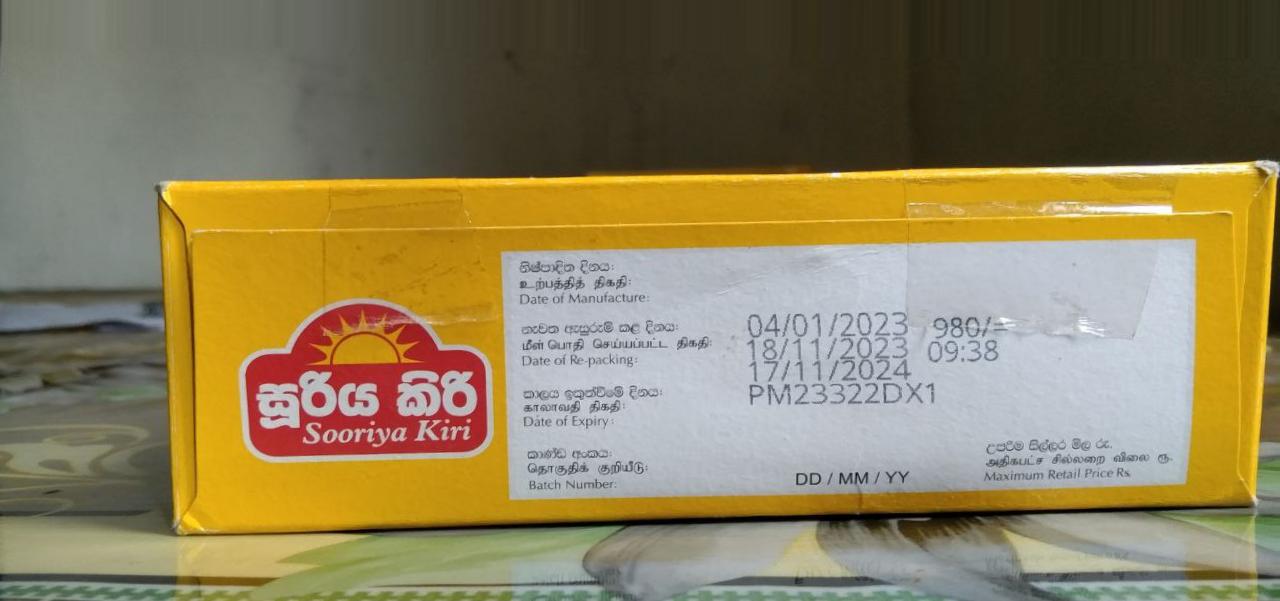 සූරිය කිරි
Sooriya Kiri
නිෂ්පාදිත දිනය:
உற்பத்தித் திகதி:
Date of Manufacture:
නැවත ඇසුරුම් කළ දිනය:
மீள் பொதி செய்யப்பட்ட திகதி:
Date of Re-packing:
කාලය ඉකුත්වීමේ දිනය:
காலாவதி திகதி:
Date of Expiry:
කාණ්ඩ අංකය:
தொகுதிக் குறியீடு:
Batch Number:
04/01/2023 980/=
18/11/2023 09:38
17/11/2024
PM23322DX1
DD / MM / YY
උපරිම සිල්ලර මිල රු.
அதிகபட்ச சில்லறை விலை ரூ.
Maximum Retail Price Rs.